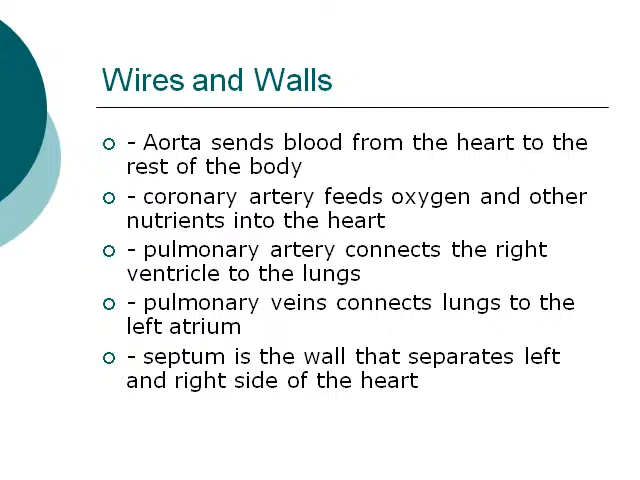 Wires and Walls
- Aorta sends blood from the heart to the
rest of the body
- coronary artery feeds oxygen and other
nutrients into the heart
- pulmonary artery connects the right
ventricle to the lungs
- pulmonary veins connects lungs to the
left atrium
- septum is the wall that separates left
and right side of the heart